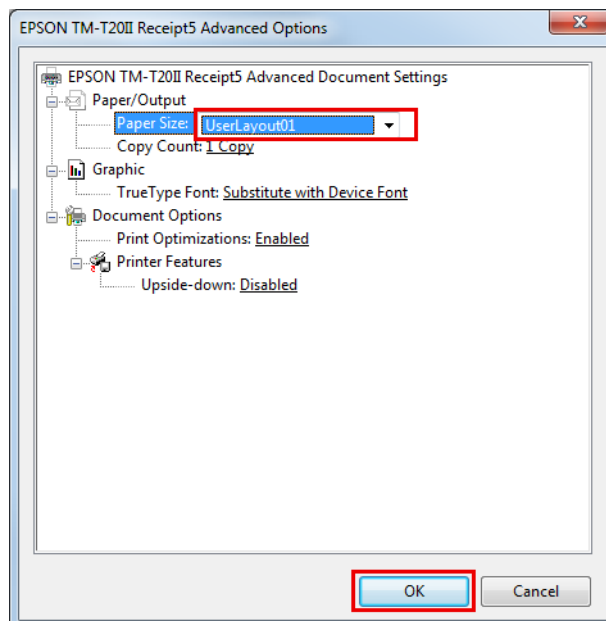 EPSON TM-T20II Receipt5 Advanced Options
EPSON TM-T20II Receipt5 Advanced Document Settings
Paper/Output
Paper Size: UserLayout01
Copy Count: 1 Copy
Graphic
TrueType Font: Substitute with Device Font
Document Options
Print Optimizations: Enabled
Printer Features
Upside-down: Disabled
OK Cancel